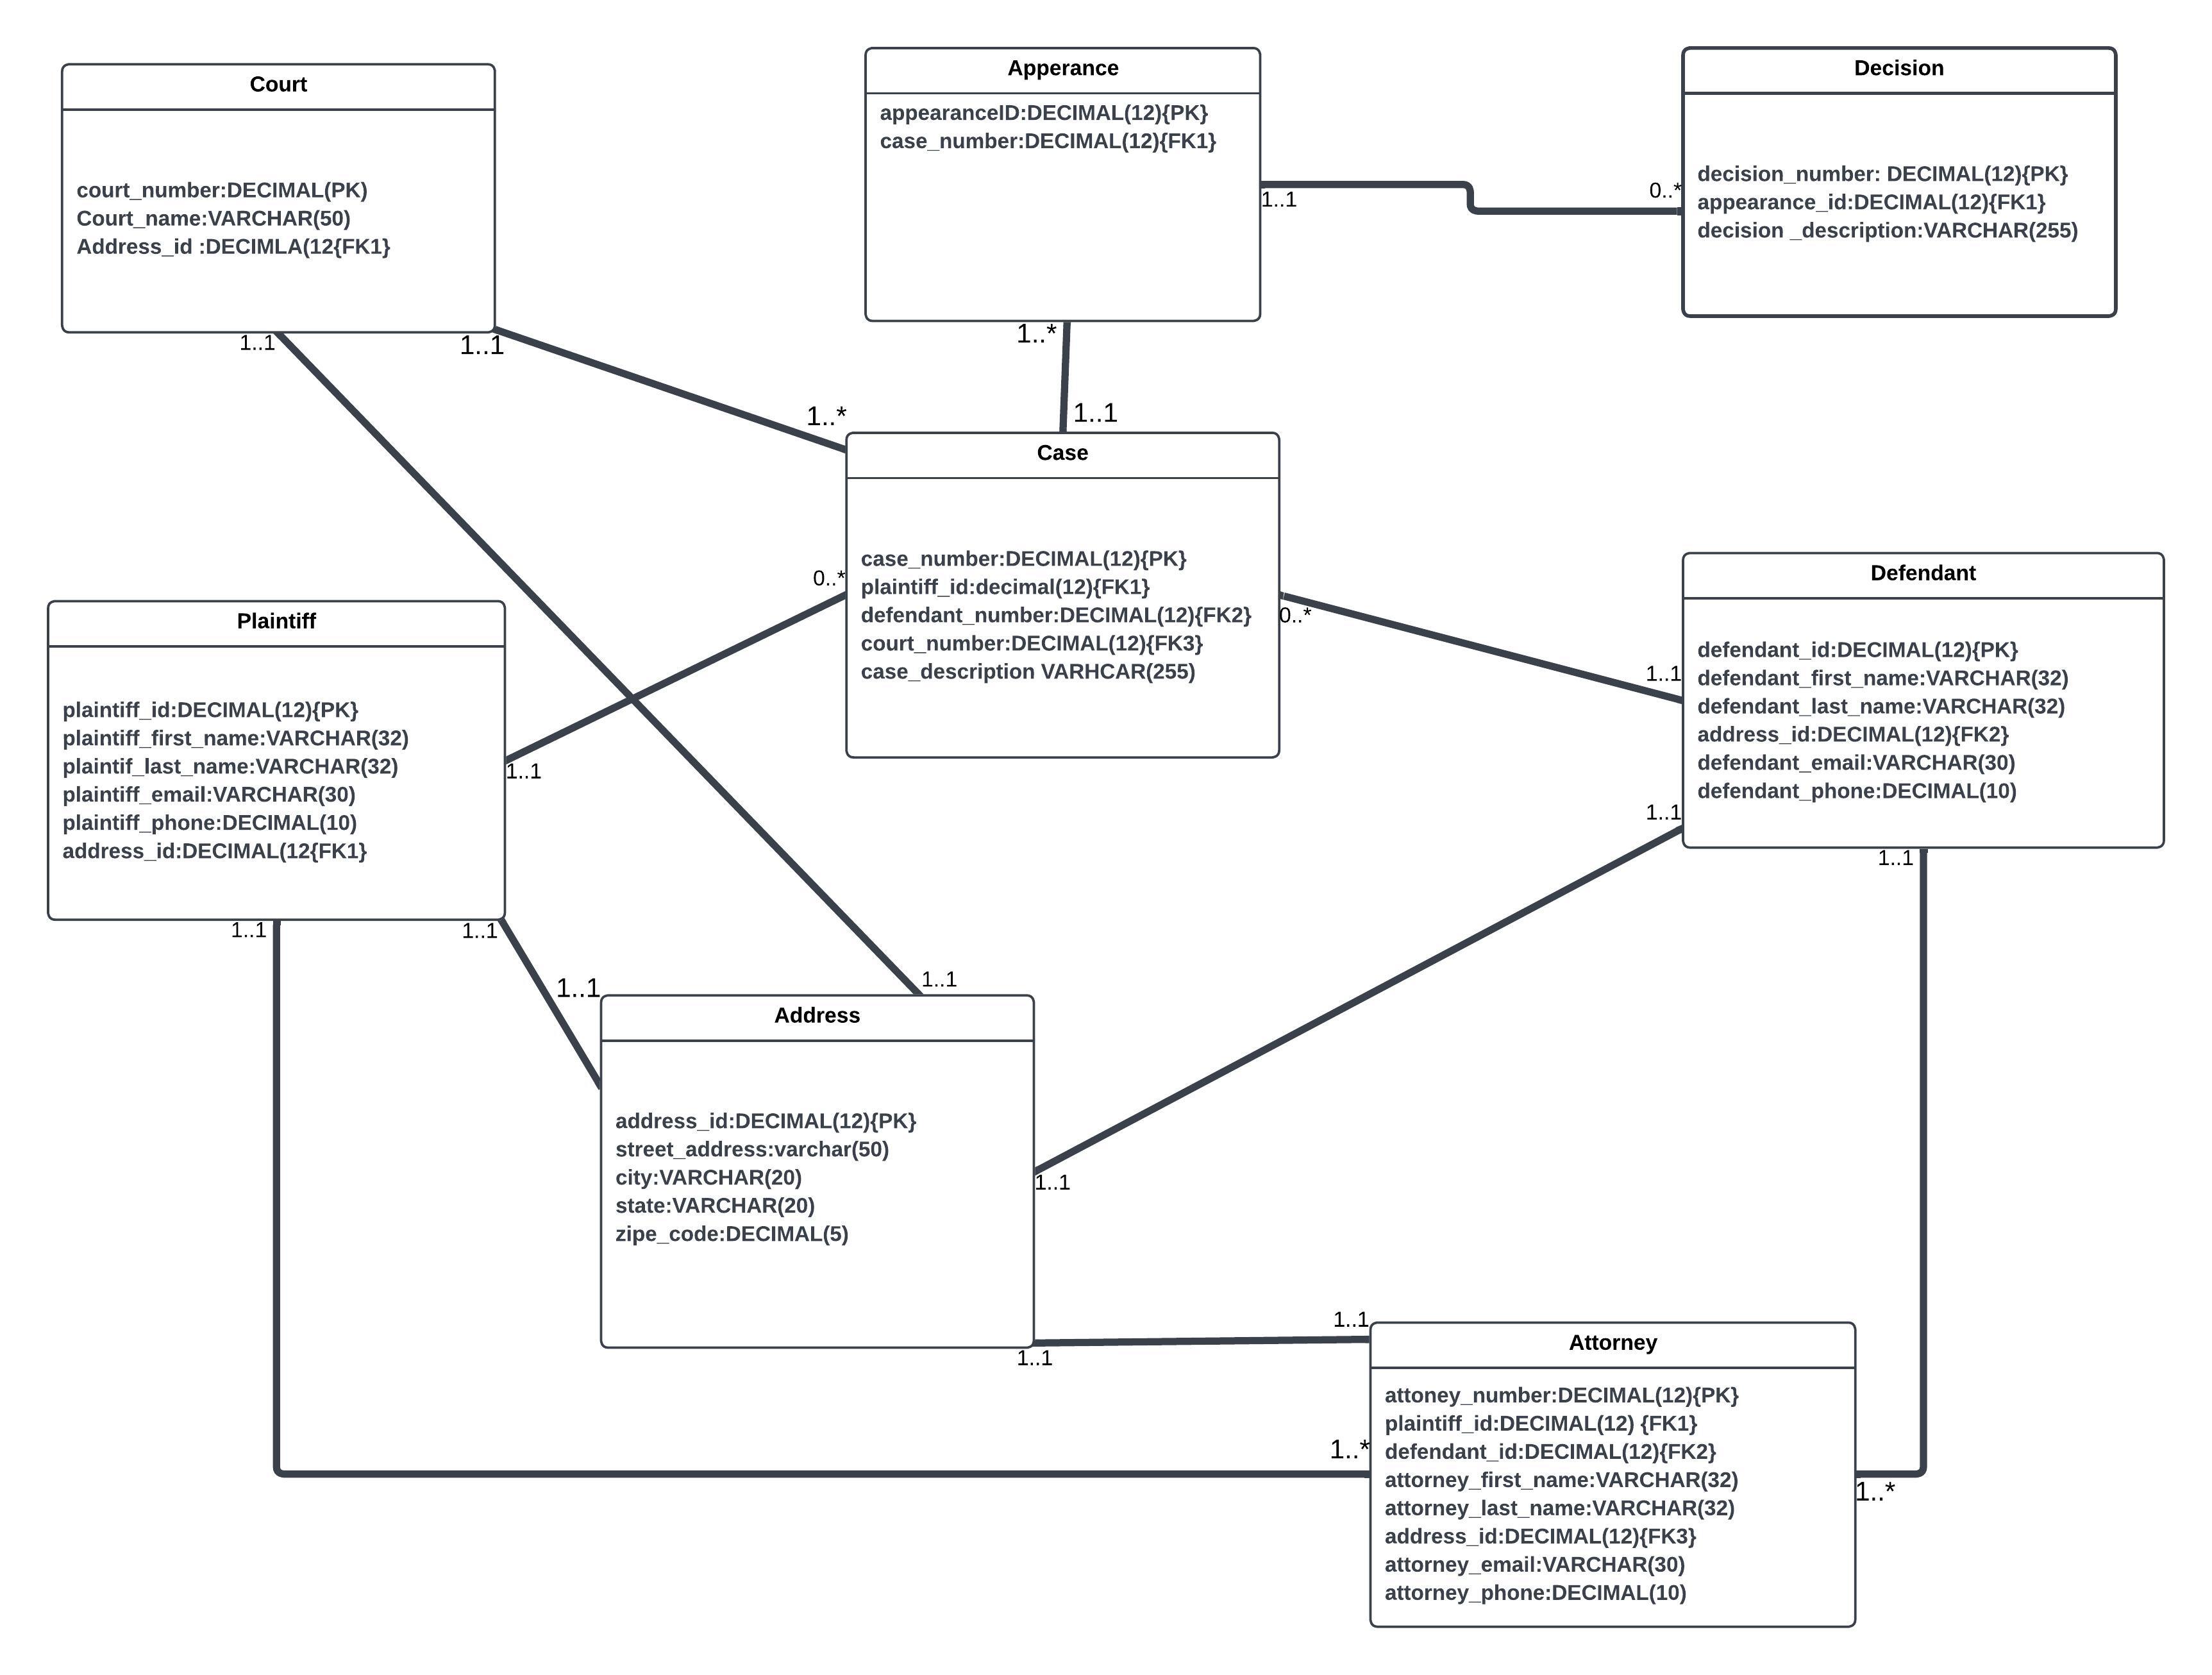 Court
court_number:DECIMAL(PK)
Court_name:VARCHAR(50)
Address_id :DECIMLA(12{FK1}
Apperance
appearanceID:DECIMAL(12){PK}
case_number:DECIMAL(12){FK1}
Decision
decision_number: DECIMAL(12){PK}
appearance_id:DECIMAL(12){FK1}
decision _description:VARCHAR(255)
1..1
0..*
1..1
1..1
1..*
1..*
1..1
Case
case_number:DECIMAL(12){PK}
plaintiff_id:decimal(12){FK1}
defendant_number:DECIMAL(12){FK2}
court_number:DECIMAL(12){FK3}
case_description VARHCAR(255)
0..*
0..*
1..1
1..1
Plaintiff
plaintiff_id:DECIMAL(12){PK}
plaintiff_first_name:VARCHAR(32)
plaintif_last_name:VARCHAR(32)
plaintiff_email:VARCHAR(30)
plaintiff_phone:DECIMAL(10)
address_id:DECIMAL(12{FK1}
Defendant
defendant_id:DECIMAL(12){PK}
defendant_first_name:VARCHAR(32)
defendant_last_name:VARCHAR(32)
address_id:DECIMAL(12){FK2}
defendant_email:VARCHAR(30)
defendant_phone:DECIMAL(10)
1..1
1..1
1..1
1..1
1..1
1..1
Address
address_id:DECIMAL(12){PK}
street_address:varchar(50)
city:VARCHAR(20)
state:VARCHAR(20)
zipe_code:DECIMAL(5)
1..1
1..1
1..1
1..*
1..*
Attorney
attoney_number:DECIMAL(12){PK}
plaintiff_id:DECIMAL(12) {FK1}
defendant_id:DECIMAL(12){FK2}
attorney_first_name:VARCHAR(32)
attorney_last_name:VARCHAR(32)
address_id:DECIMAL(12){FK3}
attorney_email:VARCHAR(30)
attorney_phone:DECIMAL(10)